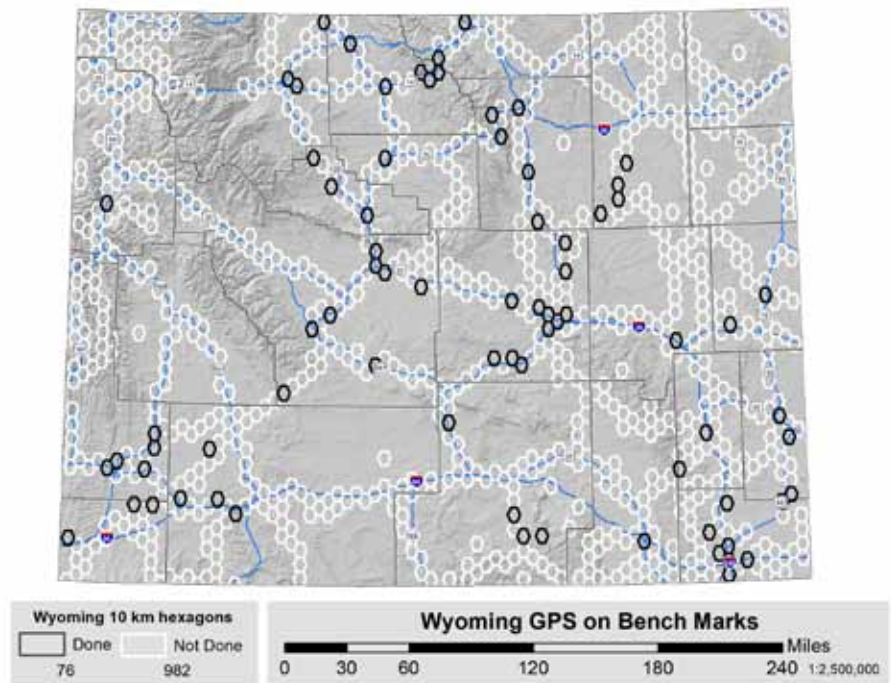 Wyoming 10 km hexagons
Done Not Done
76 982
Wyoming GPS on Bench Marks
Miles
0 30 60 120 180 240 1:2,500,000